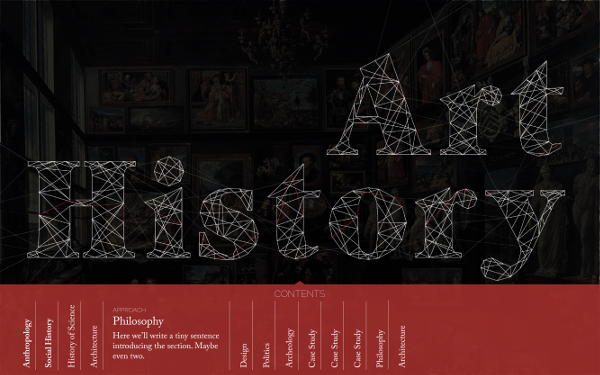 Art
History
CONTENTS
Anthropology
Social History
History of Science
Architecture
APPROACH
Philosophy
Here we'll write a tiny sentence
introducing the section. Maybe
even two.
Design
Politics
Archeology
Case Study
Case Study
Case Study
Philosophy
Architecture